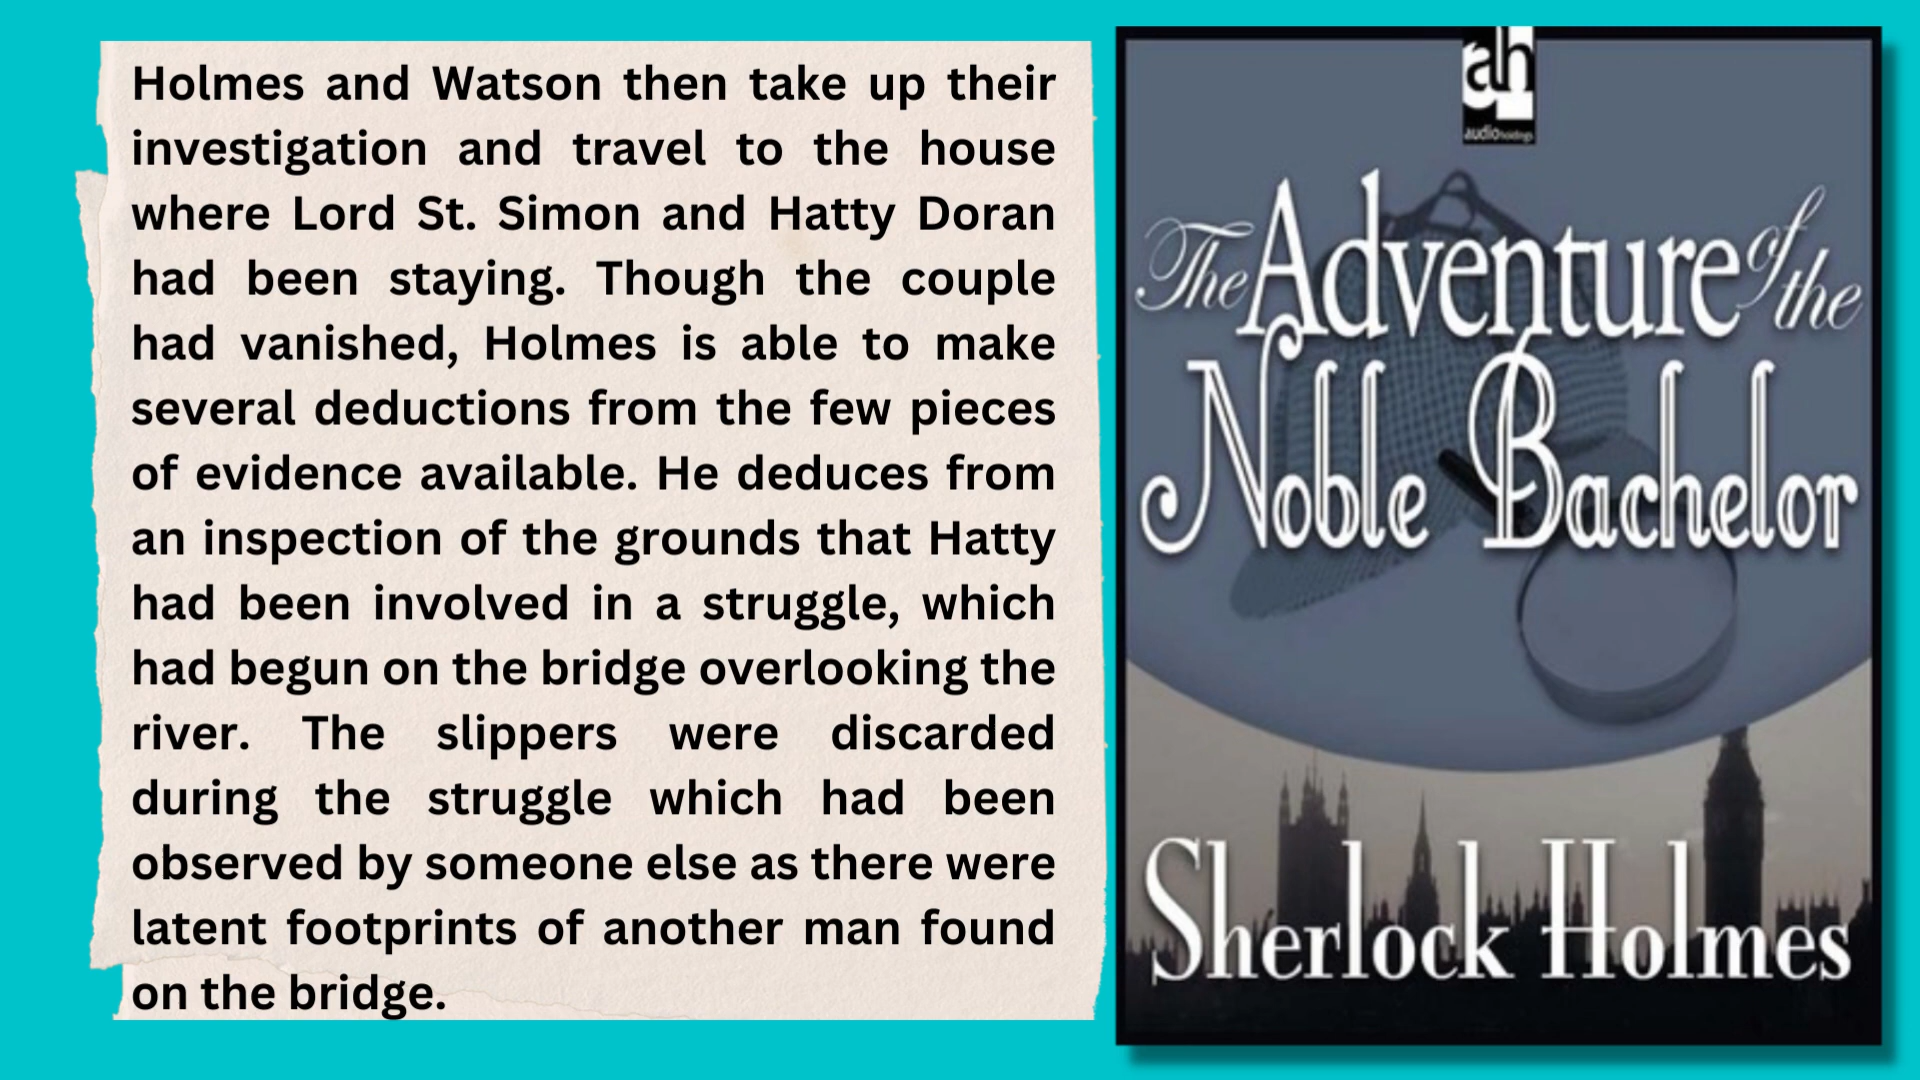 Holmes and Watson then take up their
investigation and travel to the house
where Lord St. Simon and Hatty Doran
had been staying. Though the couple
had vanished, Holmes is able to make
several deductions from the few pieces
of evidence available. He deduces from
an inspection of the grounds that Hatty
had been involved in a struggle, which
had begun on the bridge overlooking the
river. The slippers were discarded
during the struggle which had been
observed by someone else as there were
latent footprints of another man found
on the bridge.
ah
audioholdings
The Adventure of the
Noble Bachelor
Sherlock Holmes